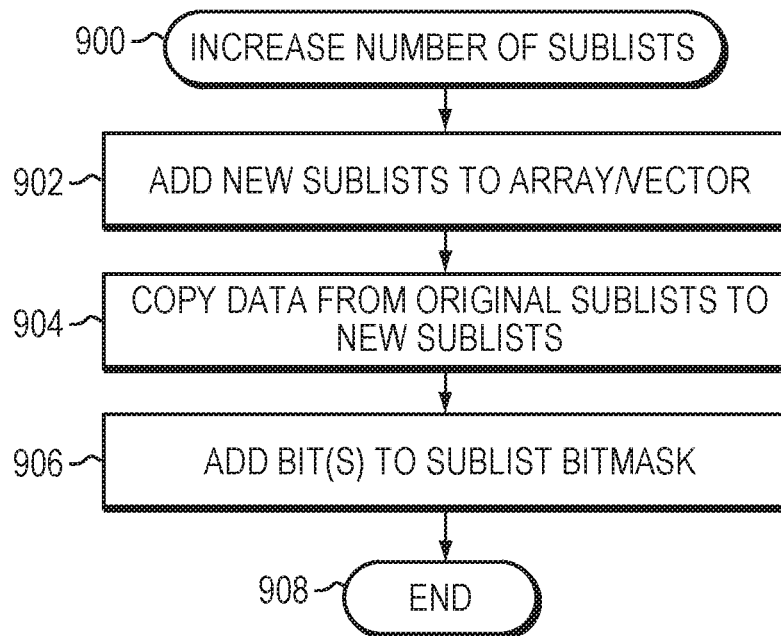 900
INCREASE NUMBER OF SUBLISTS
902
ADD NEW SUBLISTS TO ARRAY/VECTOR
904
COPY DATA FROM ORIGINAL SUBLISTS TO
NEW SUBLISTS
906
ADD BIT(S) TO SUBLIST BITMASK
908
END